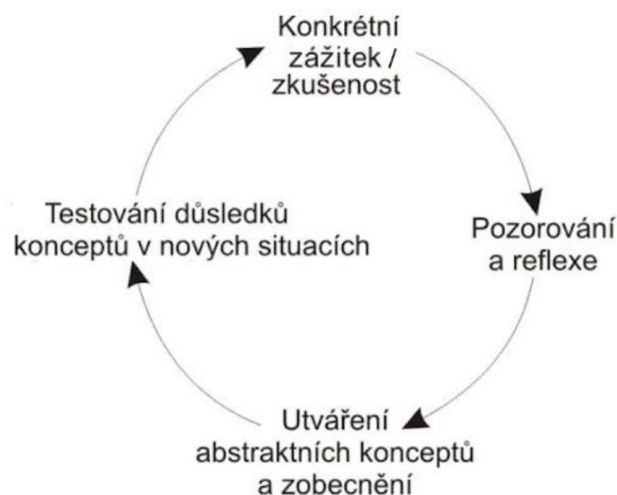 Konkrétní
zážitek /
zkušenost
Pozorování
a reflexe
Utváření
abstraktních konceptů
a zobecnění
Testování důsledků
konceptů v nových situacích